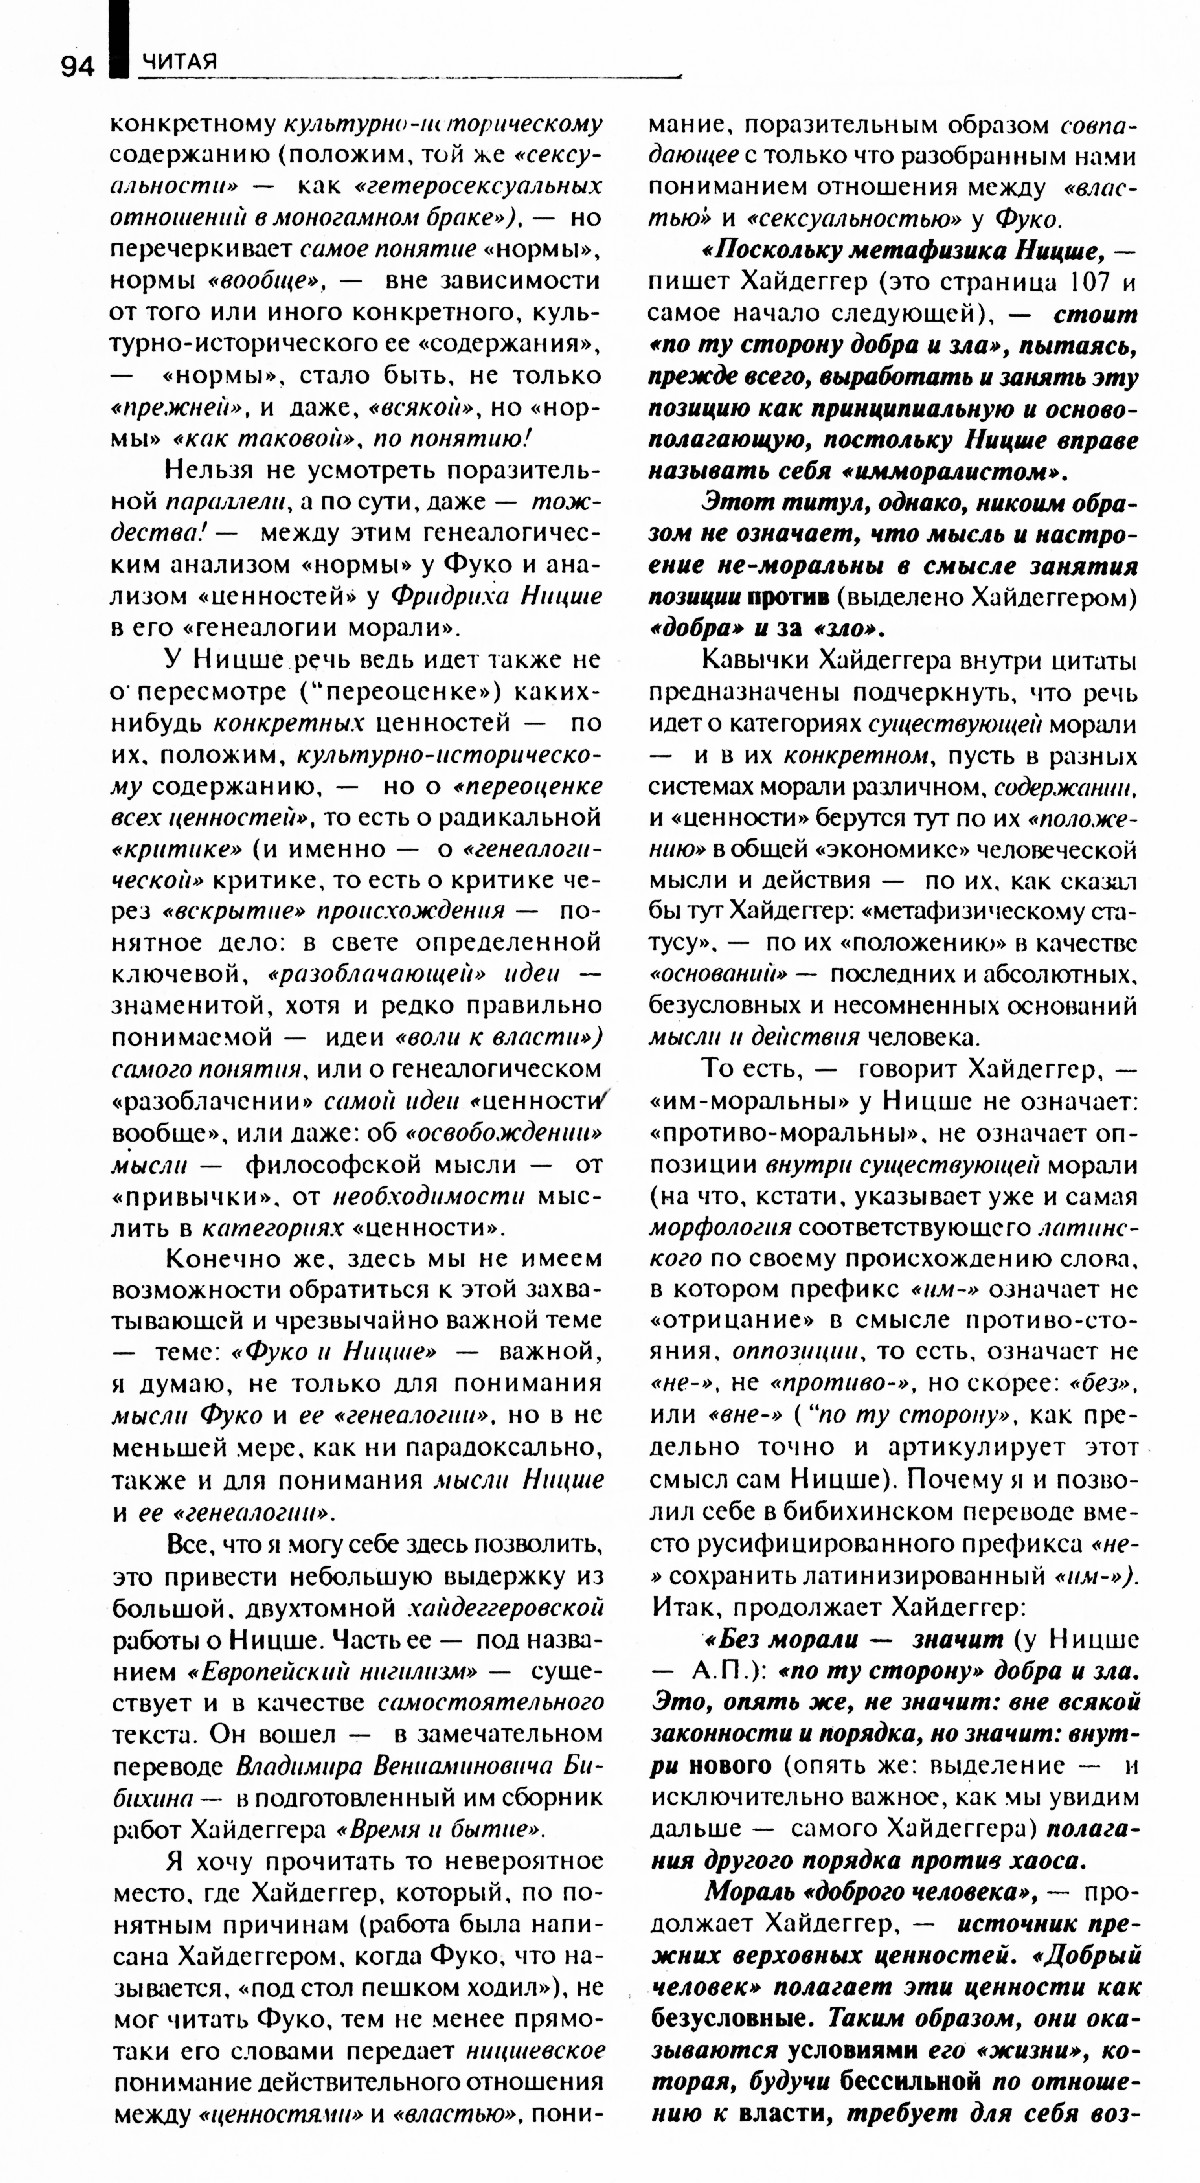 94
ЧИТАЯ
конкретному культурно-историческому
содержанию (положим, той же «сексу-
альности» — как «гетеросексуальных
отношений в моногамном браке»), — но
перечеркивает самое понятие «нормы»,
нормы «вообще», — вне зависимости
от того или иного конкретного, куль-
турно-исторического ее «содержания»,
— «нормы», стало быть, не только
«прежней», и даже, «всякой», но «нор-
мы» «как таковой», по понятию!
Нельзя не усмотреть поразитель-
ной параллели, а по сути, даже — тож-
дества! — между этим генеалогичес-
ким анализом «нормы» у Фуко и ана-
лизом «ценностей» у Фридриха Ницше
в его «генеалогии морали».
У Ницше речь ведь идет также не
о пересмотре ("переоценке») каких-
нибудь конкретных ценностей — по
их, положим, культурно-историческо-
му содержанию, — но о «переоценке
всех ценностей», то есть о радикальной
«критике» (и именно — о «генеалоги-
ческой» критике, то есть о критике че-
рез «вскрытие» происхождения — по-
нятное дело: в свете определенной
ключевой, «разоблачающей» идеи —
знаменитой, хотя и редко правильно
понимаемой — идеи «воли к власти»)
самого понятия, или о генеалогическом
«разоблачении» самой идеи «ценности
вообще», или даже: об «освобождении»
мысли — философской мысли — от
«привычки», от необходимости мыс-
лить в категориях «ценности».
Конечно же, здесь мы не имеем
возможности обратиться к этой захва-
тывающей и чрезвычайно важной теме
— теме: «Фуко и Ницше» — важной,
я думаю, не только для понимания
мысли Фуко и ее «генеалогии», но в не
меньшей мере, как ни парадоксально,
также и для понимания мысли Ницше
и ее «генеалогии».
Все, что я могу себе здесь позволить,
это привести небольшую выдержку из
большой, двухтомной хайдеггеровской
работы о Ницше. Часть ее — под назва-
нием «Европейский нигилизм» — суще-
ствует и в качестве самостоятельного
текста. Он вошел — в замечательном
переводе Владимира Вениаминовича Би-
бихина — в подготовленный им сборник
работ Хайдеггера «Время и бытие».
Я хочу прочитать то невероятное
место, где Хайдеггер, который, по по-
нятным причинам (работа была напи-
сана Хайдеггером, когда Фуко, что на-
зывается, «под стол пешком ходил»), не
мог читать Фуко, тем не менее прямо-
таки его словами передает ницшевское
понимание действительного отношения
между «ценностями» и «властью», пони-
мание, поразительным образом совпа-
дающее с только что разобранным нами
пониманием отношения между «влас-
тью» и «сексуальностью» у Фуко.
«Поскольку метафизика Ницше, —
пишет Хайдеггер (это страница 107 и
самое начало следующей), — стоит
«по ту сторону добра и зла», пытаясь,
прежде всего, выработать и занять эту
позицию как принципиальную и осново-
полагающую, постольку Ницше вправе
называть себя «имморалистом».
Этот титул, однако, никоим обра-
зом не означает, что мысль и настро-
ение не-моральны в смысле занятия
позиции против (выделено Хайдеггером)
«добра» и за «зло».
Кавычки Хайдеггера внутри цитаты
предназначены подчеркнуть, что речь
идет о категориях существующей морали
— и в их конкретном, пусть в разных
системах морали различном, содержании,
и «ценности» берутся тут по их «положе-
нию» в общей «экономике» человеческой
мысли и действия — по их, как сказал
бы тут Хайдеггер: «метафизическому ста-
тусу», — по их «положению» в качестве
«оснований» — последних и абсолютных,
безусловных и несомненных оснований
мысли и действия человека.
То есть, — говорит Хайдеггер, —
«им-моральны» у Ницше не означает:
«противо-моральны», не означает оп-
позиции внутри существующей морали
(на что, кстати, указывает уже и самая
морфология соответствующего латинс-
кого по своему происхождению слова,
в котором префикс «им-» означает не
«отрицание» в смысле противо-сто-
яния, оппозиции, то есть, означает не
«не-», не «противо-», но скорее: «без»,
или «вне-» ("по ту сторону», как пре-
дельно точно и артикулирует этот
смысл сам Ницше). Почему я и позво-
лил себе в бибихинском переводе вме-
сто русифицированного префикса «не-
» сохранить латинизированный «им-»).
Итак, продолжает Хайдеггер:
«Без морали — значит (у Ницше
— А.П.): «по ту сторону» добра и зла.
Это, опять же, не значит: вне всякой
законности и порядка, но значит: внут-
ри нового (опять же: выделение — и
исключительно важное, как мы увидим
дальше — самого Хайдеггера) полага-
ния другого порядка против хаоса.
Мораль «доброго человека», — про-
должает Хайдеггер, — источник пре-
жних верховных ценностей. «Добрый
человек» полагает эти ценности как
безусловные. Таким образом, они ока-
зываются условиями его «жизни», ко-
торая, будучи бессильной по отноше-
нию к власти, требует для себя воз-